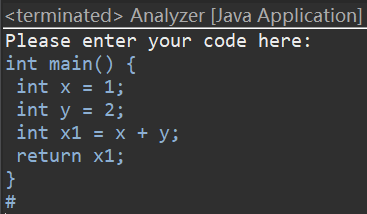 <terminated> Analyzer [Java Application]
Please enter your code here:
int main() {
 int x = 1;
 int y = 2;
 int x1 = x + y;
 return x1;
}
#